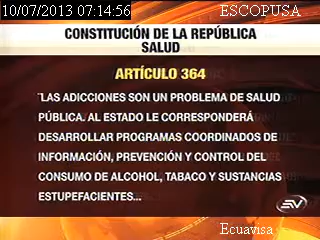 10/07/2013 07:14:56 ESCOPUSA
CONSTITUCIÓN DE LA REPÚBLICA
SALUD
ARTÍCULO 364
"LAS ADICCIONES SON UN PROBLEMA DE SALUD
PÚBLICA. AL ESTADO LE CORRESPONDERÁ
DESARROLLAR PROGRAMAS COORDINADOS DE
INFORMACIÓN, PREVENCIÓN Y CONTROL DEL
CONSUMO DE ALCOHOL, TABACO Y SUSTANCIAS
ESTUPEFACIENTES...
Ecuavisa